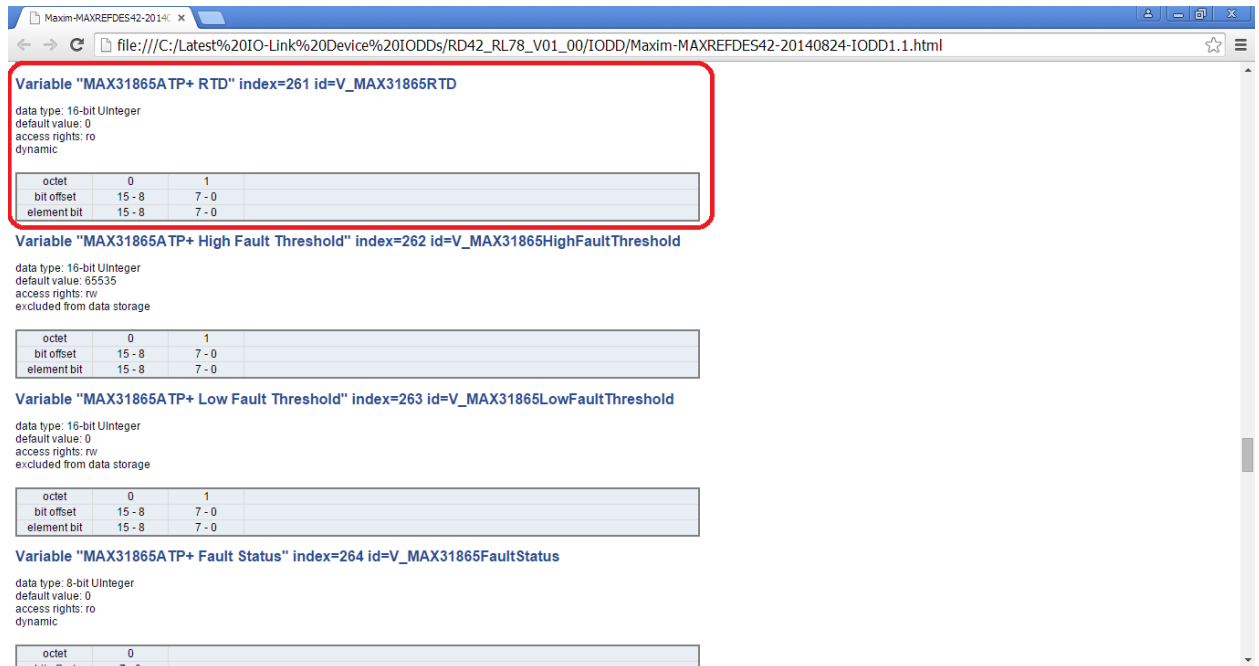 Maxim-MAXREFDES42-2014
file:///C:/Latest%20IO-Link%20Device%20IODDs/RD42_RL78_V01_00/IODD/Maxim-MAXREFDES42-20140824-IODD1.1.html
Variable "MAX31865ATP+ RTD" index=261 id=V_MAX31865RTD
data type: 16-bit UInteger
default value: 0
access rights: ro
dynamic
octet 0 1
bit offset 15 - 8 7 - 0
element bit 15 - 8 7 - 0
Variable "MAX31865ATP+ High Fault Threshold" index=262 id=V_MAX31865HighFaultThreshold
data type: 16-bit UInteger
default value: 65535
access rights: rw
excluded from data storage
octet 0 1
bit offset 15 - 8 7 - 0
element bit 15 - 8 7 - 0
Variable "MAX31865ATP+ Low Fault Threshold" index=263 id=V_MAX31865LowFaultThreshold
data type: 16-bit UInteger
default value: 0
access rights: rw
excluded from data storage
octet 0 1
bit offset 15 - 8 7 - 0
element bit 15 - 8 7 - 0
Variable "MAX31865ATP+ Fault Status" index=264 id=V_MAX31865FaultStatus
data type: 8-bit UInteger
default value: 0
access rights: ro
dynamic
octet 0